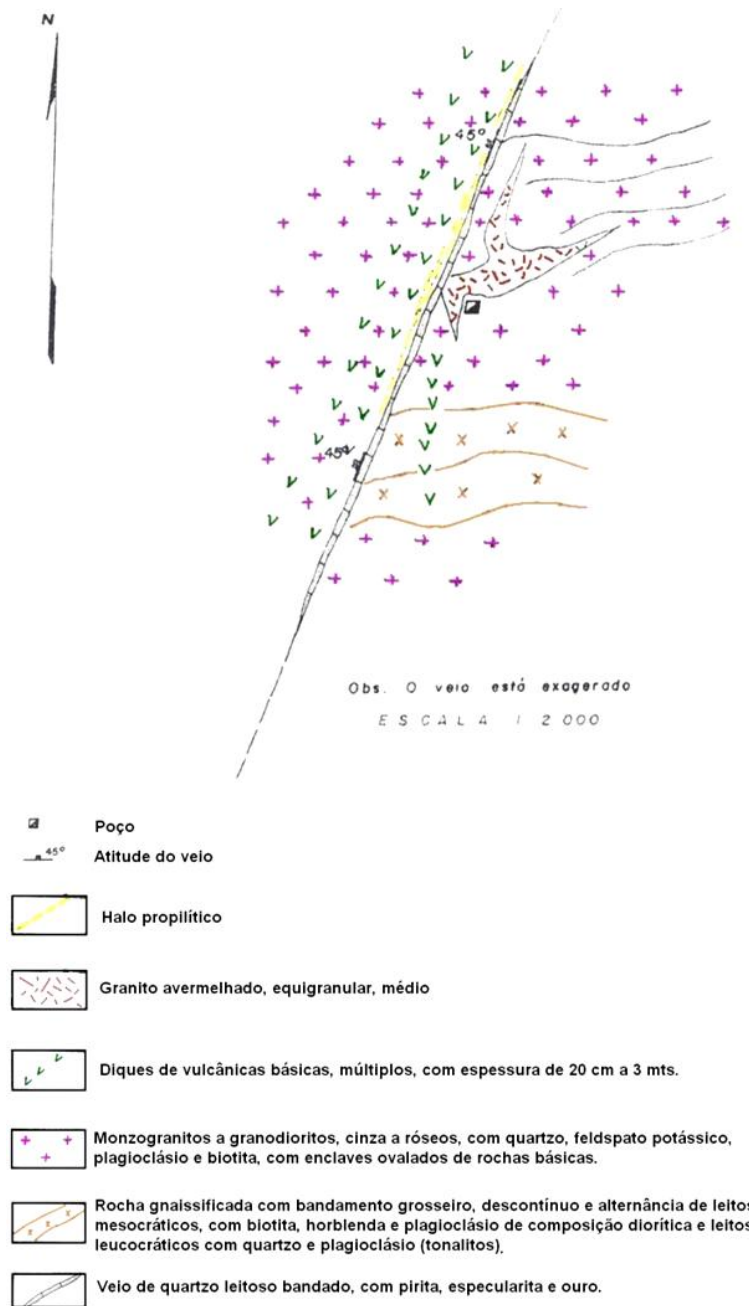 N
45º
45º
Obs. O veio está exagerado
ESCALA 1 2 000
Poço
45º
Atitude do veio
Halo propilítico
Granito avermelhado, equigranular, médio
Diques de vulcânicas básicas, múltiplos, com espessura de 20 cm a 3 mts.
Monzogranitos a granodioritos, cinza a róseos, com quartzo, feldspato potássico,
plagioclásio e biotita, com enclaves ovalados de rochas básicas.
Rocha gnaissificada com bandamento grosseiro, descontínuo e alternância de leitos
mesocráticos, com biotita, horblenda e plagioclásio de composição diorítica e leitos
leucocráticos com quartzo e plagioclásio (tonalitos).
Veio de quartzo leitoso bandado, com pirita, especularita e ouro.